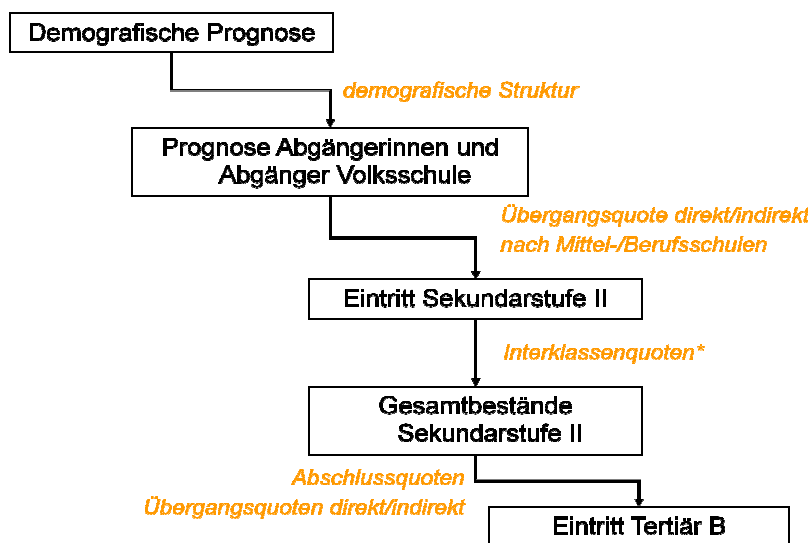 Demografische Prognose
demografische Struktur
Prognose Abgängerinnen und
Abgänger Volksschule
Übergangsquote direkt/indirekt
nach Mittel-/Berufsschulen
Eintritt Sekundarstufe II
Interklassenquoten*
Gesamtbestände
Sekundarstufe II
Abschlussquoten
Übergangsquoten direkt/indirekt
Eintritt Tertiär B